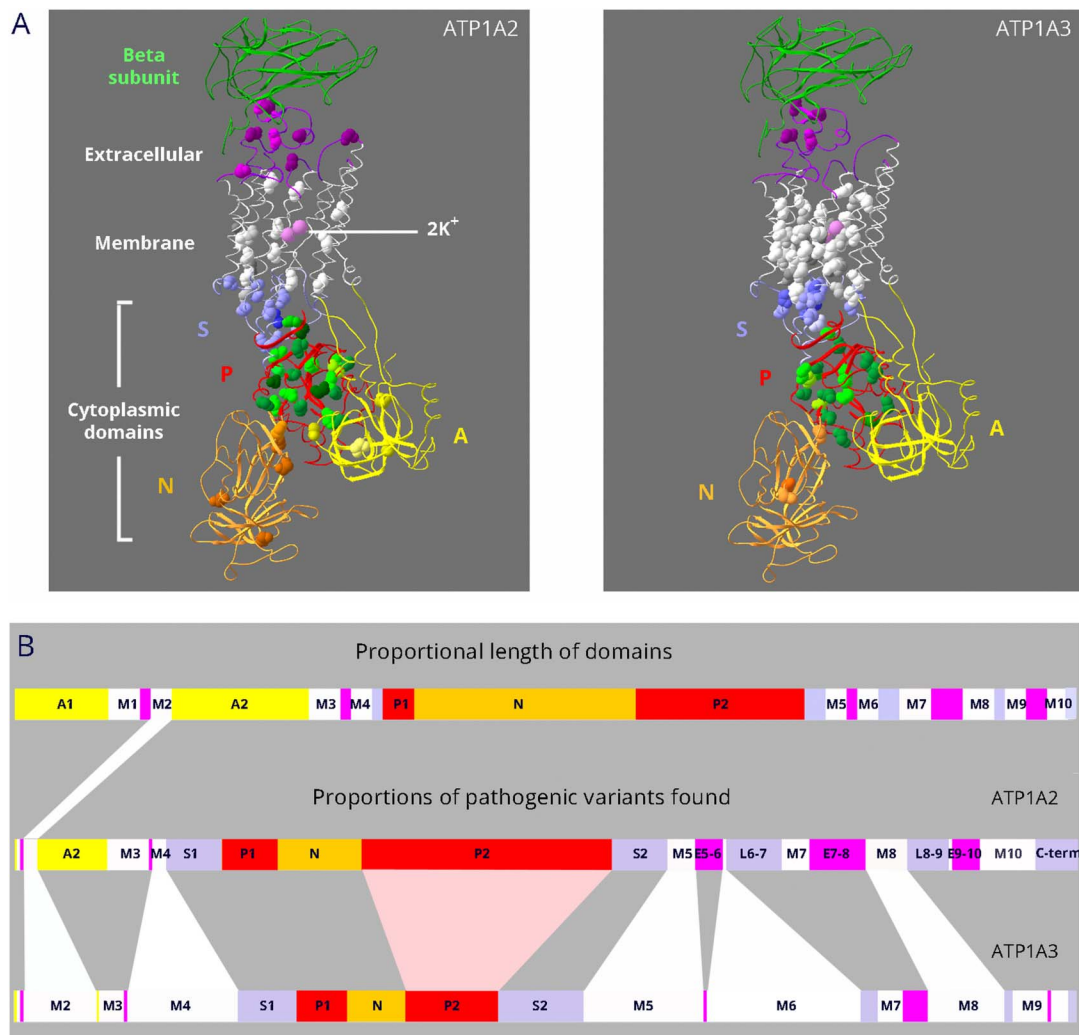 A
ATP1A2
ATP1A3
Beta
subunit
Extracellular
Membrane
2K+
S
S
P
P
Cytoplasmic
domains
A
A
N
N
B
Proportional length of domains
A1 M1 M2 A2 M3 M4 P1 N P2 M5 M6 M7 M8 M9 M10
Proportions of pathogenic variants found
ATP1A2
A2 M3 M4 S1 P1 N P2 S2 M5 E5-6 L6-7 M7 E7-8 M8 L8-9 E9-10 M10 C-term
ATP1A3
M2 M3 M4 S1 P1 N P2 S2 M5 M6 M7 M8 M9